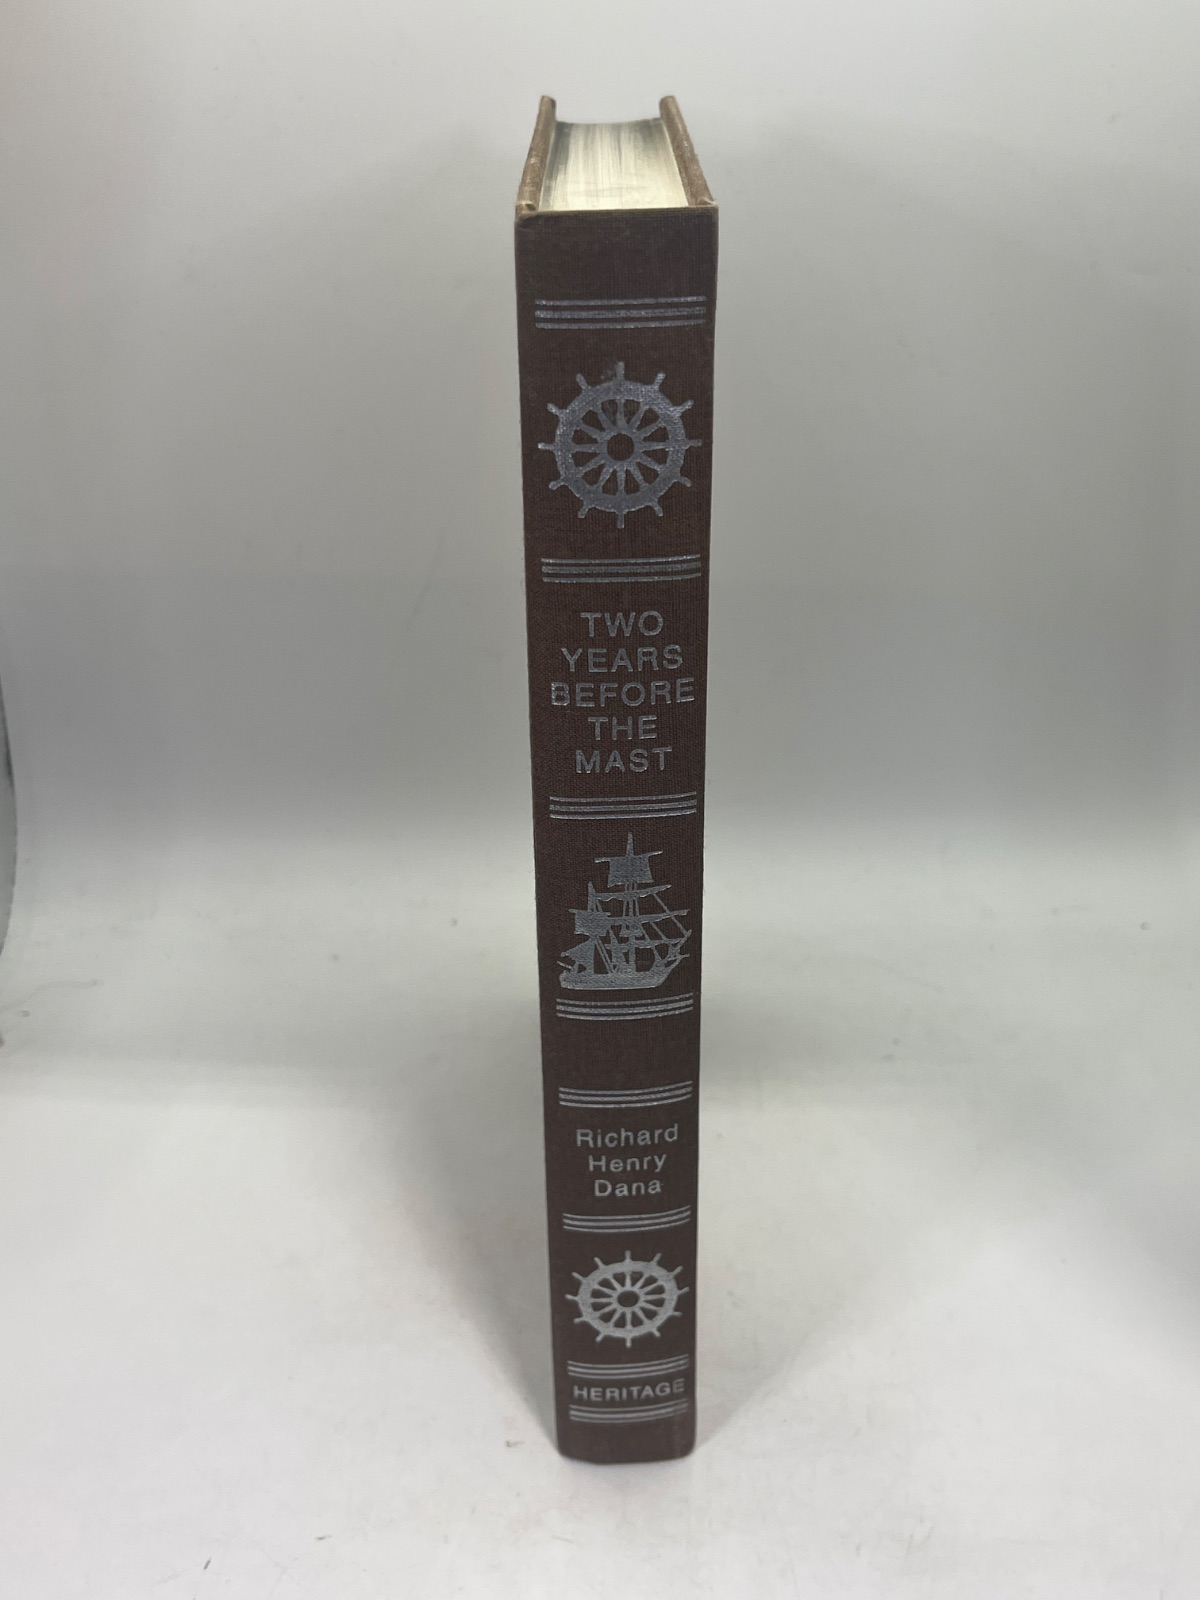 TWO
YEARS
BEFORE
THE
MAST
Richard
Henry
Dana
HERITAGE